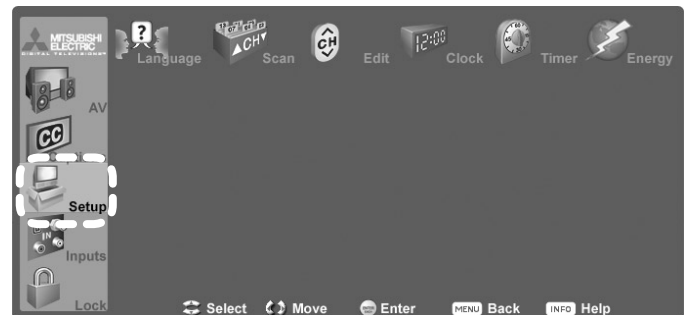 MITSUBISHI
ELECTRIC
DIGITAL TELEVISIONS
?
Language
CH
Scan
CH
Edit
12:00
Clock
Timer
Energy
AV
CC
Setup
IN
Inputs
Lock
Select Move Enter MENU Back INFO Help